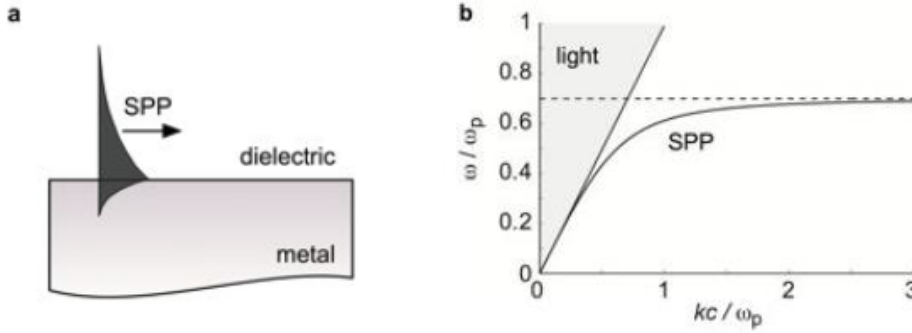 a
SPP
dielectric
metal
b
1
0.8
0.6
0.4
0.2
0
ω / ωp
light
SPP
0 1 2 3
kc / ωp